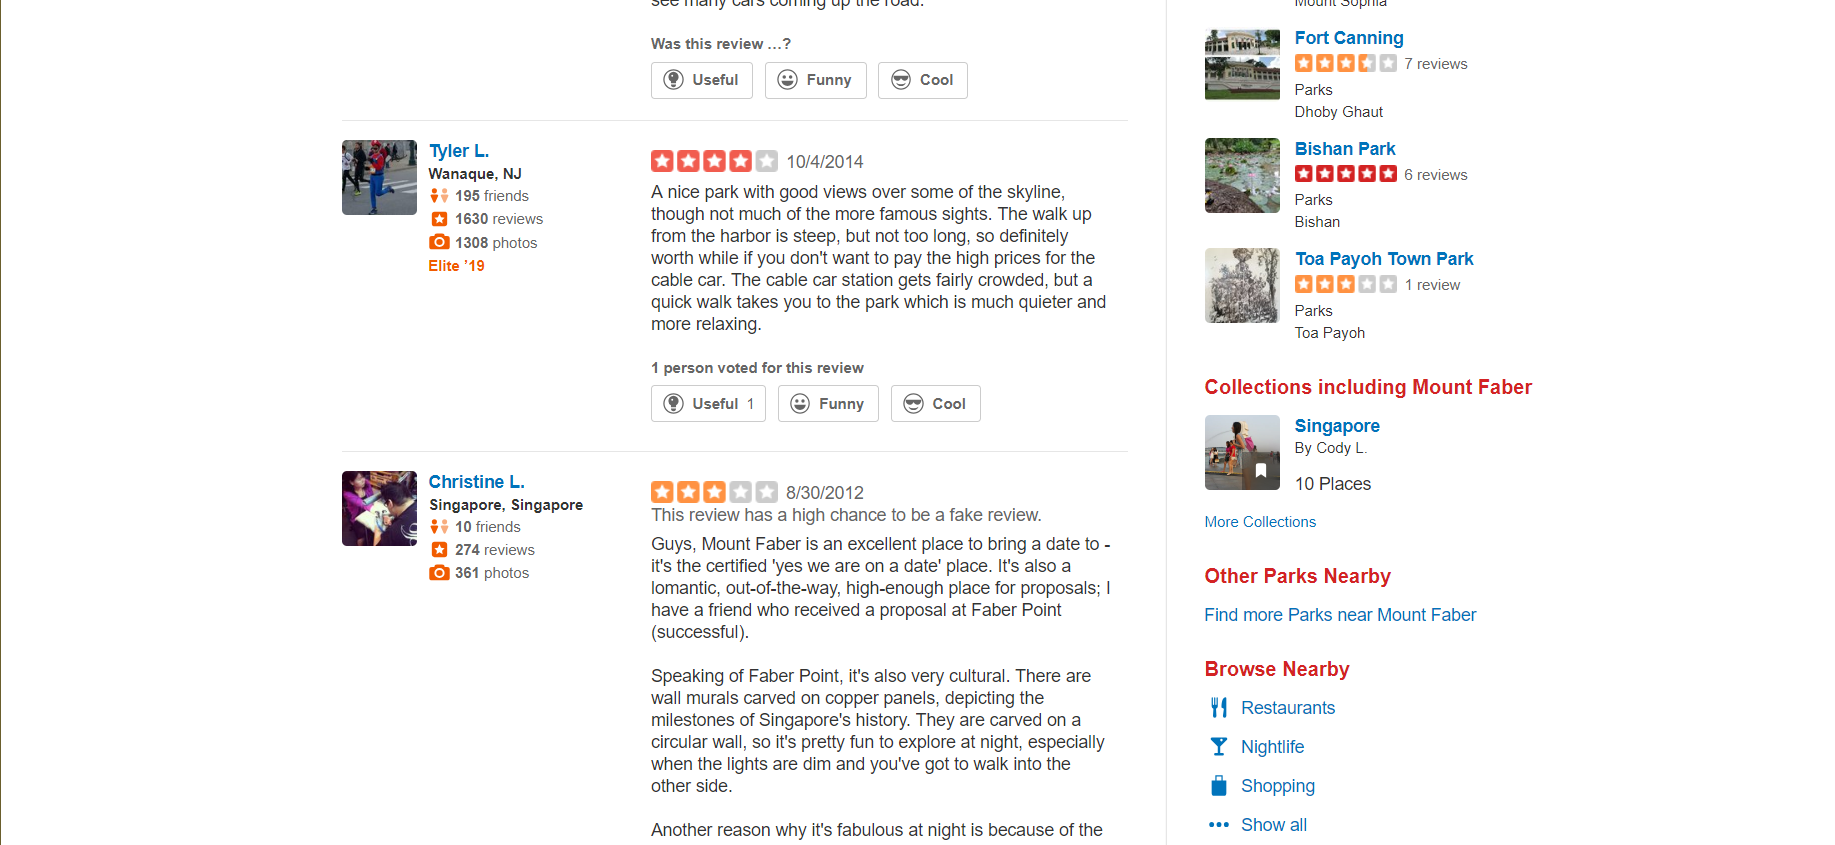 see many cars coming up the road.
Was this review …?
Useful
Funny
Cool
Tyler L.
Wanaque, NJ
195 friends
1630 reviews
1308 photos
Elite ’19
10/4/2014
A nice park with good views over some of the skyline,
though not much of the more famous sights. The walk up
from the harbor is steep, but not too long, so definitely
worth while if you don't want to pay the high prices for the
cable car. The cable car station gets fairly crowded, but a
quick walk takes you to the park which is much quieter and
more relaxing.
1 person voted for this review
Useful 1
Funny
Cool
Christine L.
Singapore, Singapore
10 friends
274 reviews
361 photos
8/30/2012
This review has a high chance to be a fake review.
Guys, Mount Faber is an excellent place to bring a date to -
it's the certified 'yes we are on a date' place. It's also a
lomantic, out-of-the-way, high-enough place for proposals; I
have a friend who received a proposal at Faber Point
(successful).
Speaking of Faber Point, it's also very cultural. There are
wall murals carved on copper panels, depicting the
milestones of Singapore's history. They are carved on a
circular wall, so it's pretty fun to explore at night, especially
when the lights are dim and you've got to walk into the
other side.
Another reason why it's fabulous at night is because of the
Mount Sophia
Fort Canning
7 reviews
Parks
Dhoby Ghaut
Bishan Park
6 reviews
Parks
Bishan
Toa Payoh Town Park
1 review
Parks
Toa Payoh
Collections including Mount Faber
Singapore
By Cody L.
10 Places
More Collections
Other Parks Nearby
Find more Parks near Mount Faber
Browse Nearby
Restaurants
Nightlife
Shopping
Show all